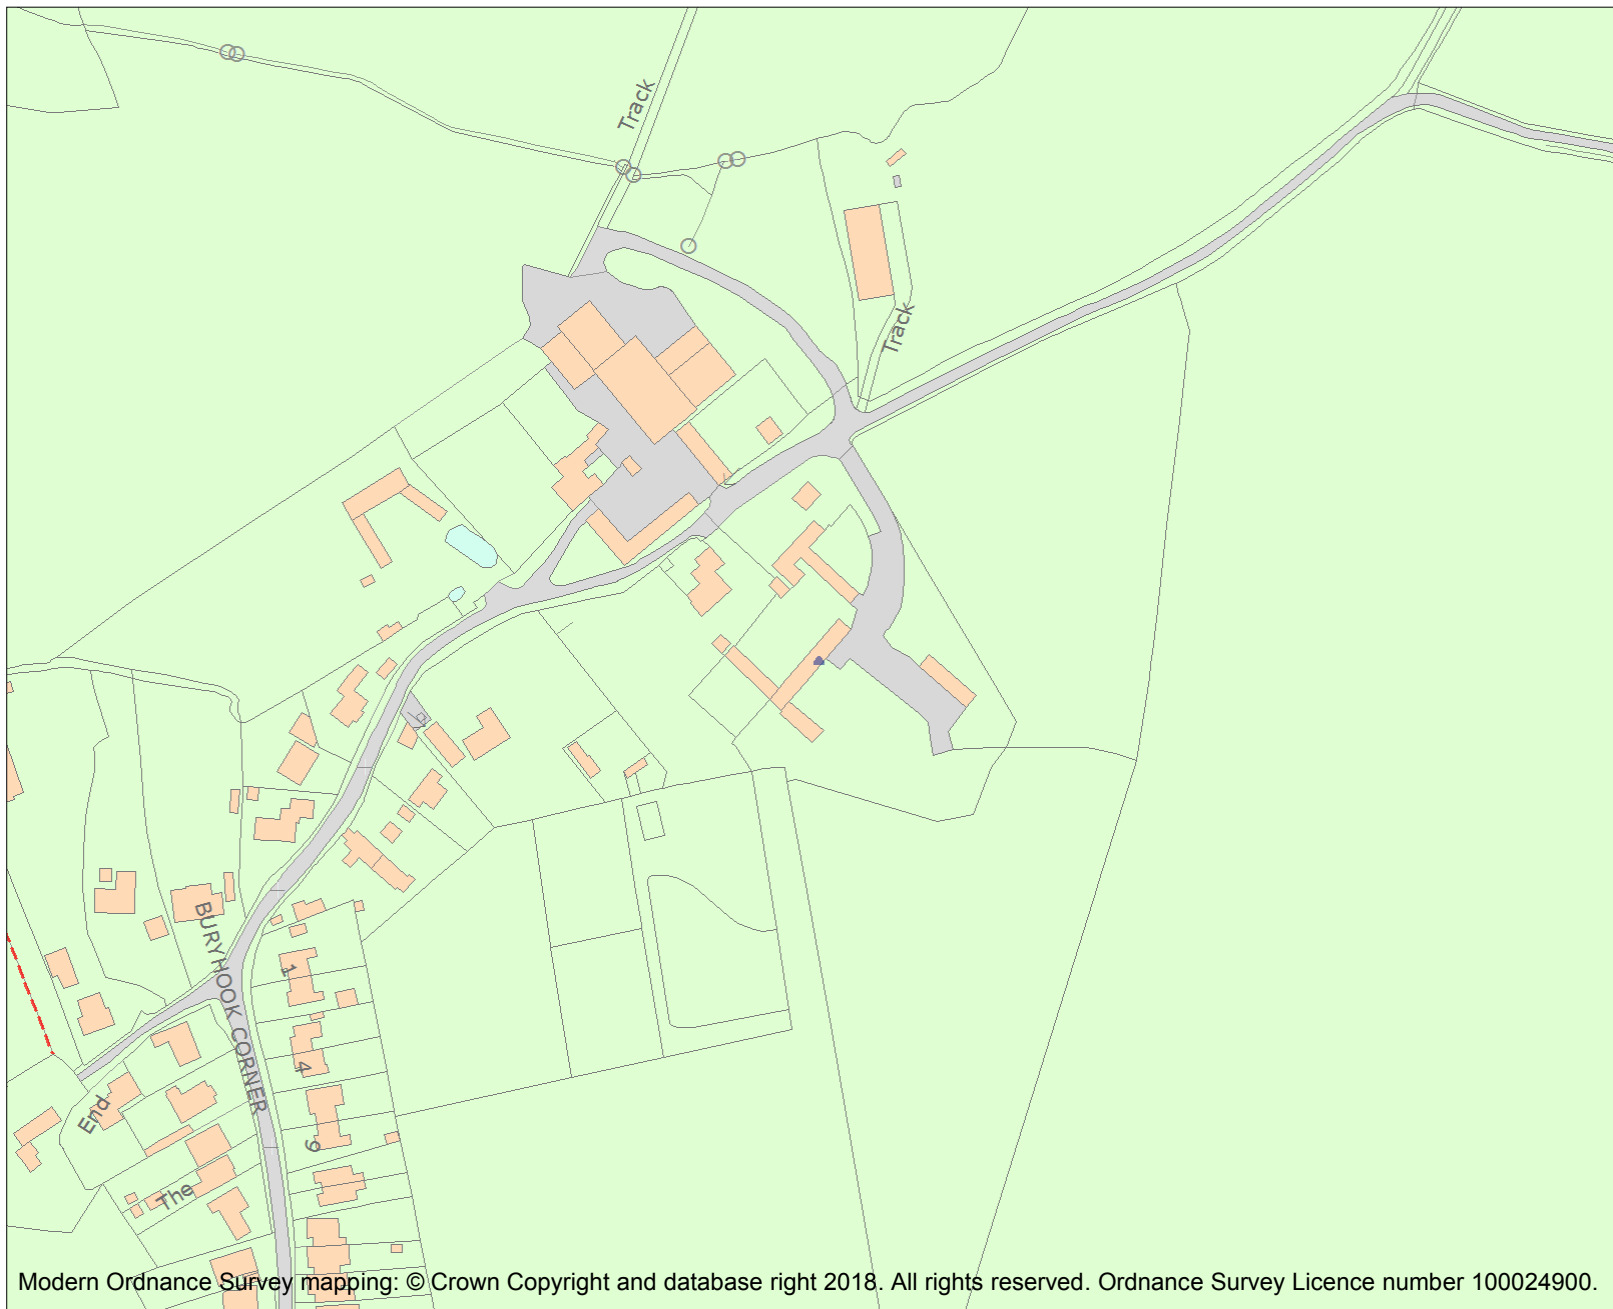 Track
Track
BURYHOOK CORNER
1
4
9
End
The
Modern Ordnance Survey mapping: © Crown Copyright and database right 2018. All rights reserved. Ordnance Survey Licence number 100024900.